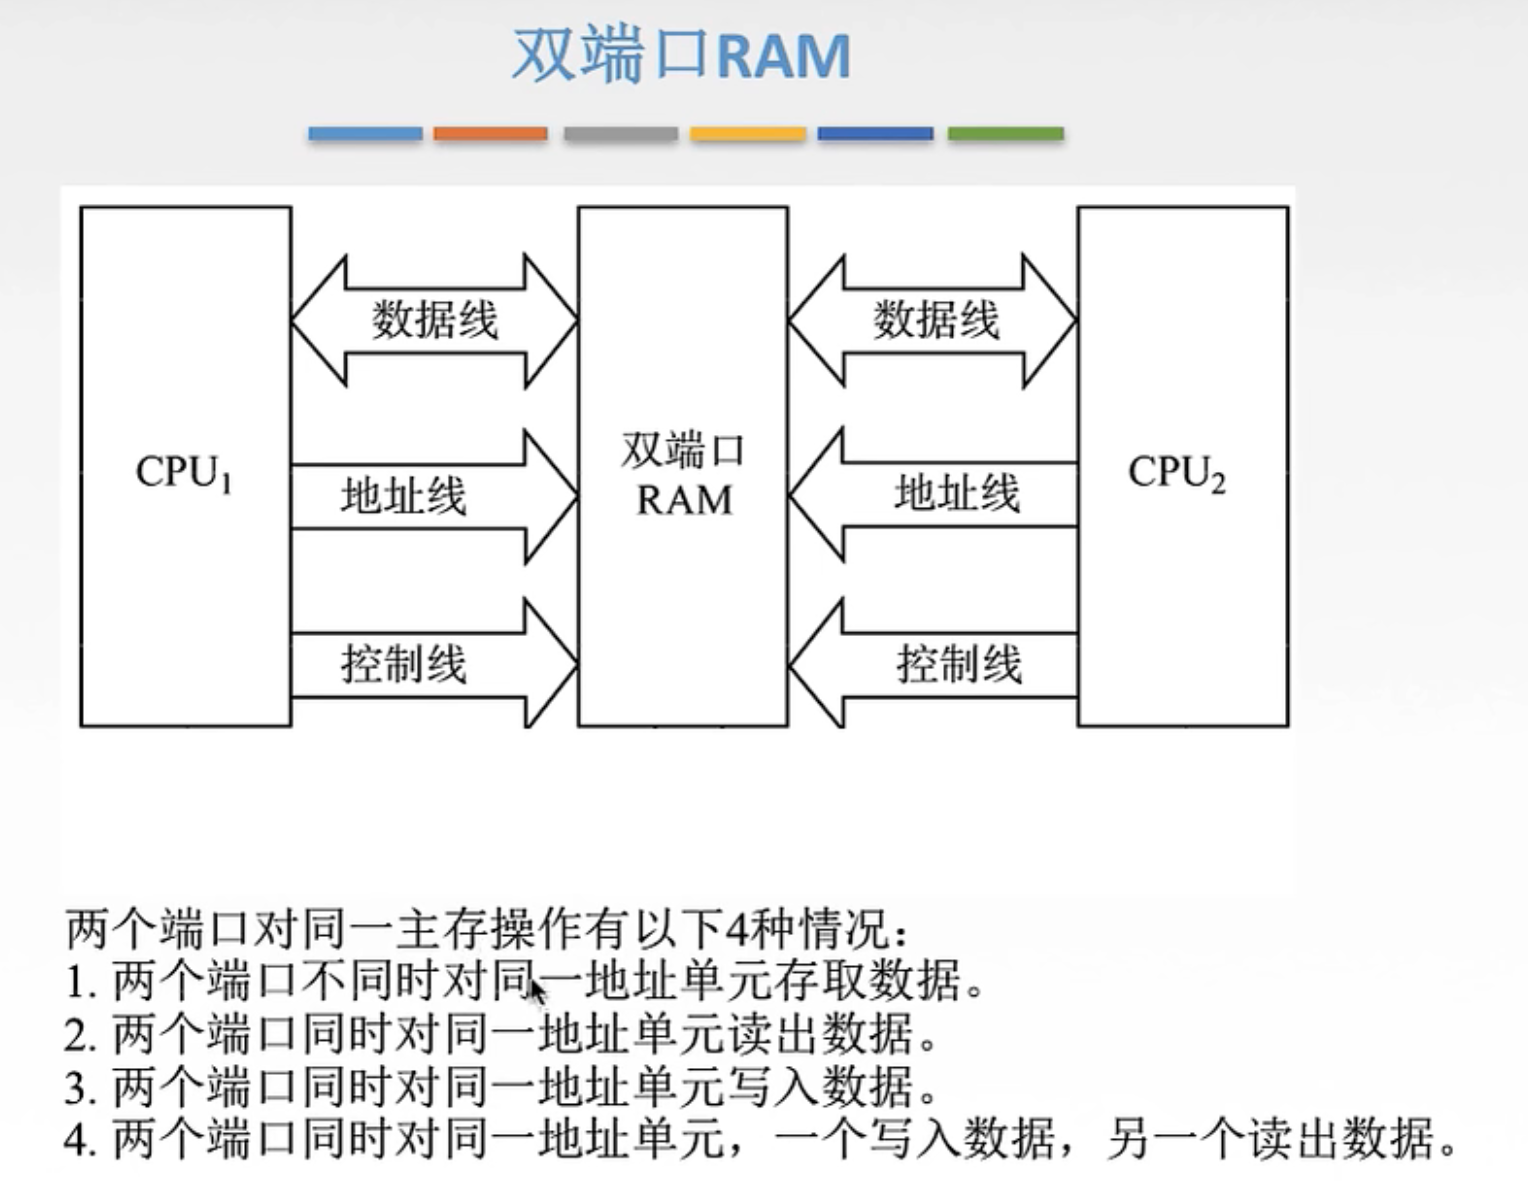 双端口RAM
数据线
数据线
CPU₁
地址线
双端口
RAM
地址线
CPU₂
控制线
控制线
两个端口对同一主存操作有以下4种情况：
1. 两个端口不同时对同一地址单元存取数据。
2. 两个端口同时对同一地址单元读出数据。
3. 两个端口同时对同一地址单元写入数据。
4. 两个端口同时对同一地址单元，一个写入数据，另一个读出数据。